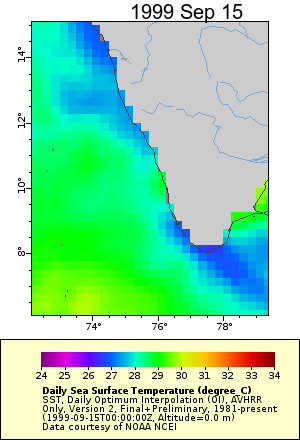 1999 Sep 15
14°
12°
10°
8°
74° 76° 78°
24 25 26 27 28 29 30 31 32 33 34
Daily Sea Surface Temperature (degree_C)
SST, Daily Optimum Interpolation (OI), AVHRR
Only, Version 2, Final+Preliminary, 1981-present
(1999-09-15T00:00:00Z, Altitude=0.0 m)
Data courtesy of NOAA NCEI